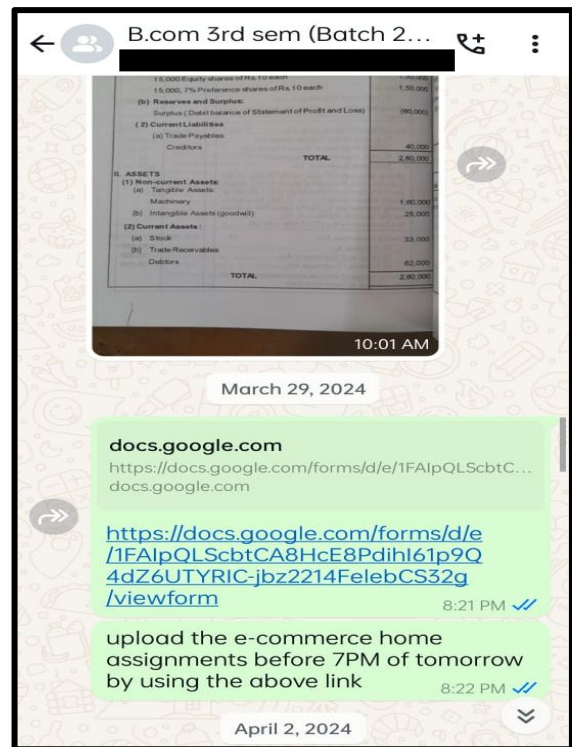 B.com 3rd sem (Batch 2...
15,000 Equity shares of Rs.10 each
15,000, 7% Preference shares of Rs.10 each 1,50,000
(b) Reserves and Surplus:
Surplus ( Debit balance of Statement of Profit and Loss) (60,000)
(2) Current Liabilities
(a) Trade Payables:
Creditors 40,000
TOTAL 2,80,000
II. ASSETS
(1) Non-current Assets:
(a) Tangible Assets:
Machinery 1,60,000
(b) Intangible Assets (goodwill) 25,000
(2) Current Assets :
(a) Stock 33,000
(b) Trade Receivables
Debtors 62,000
TOTAL 2,80,000
10:01 AM
March 29, 2024
docs.google.com
https://docs.google.com/forms/d/e/1FAIpQLScbtC...
docs.google.com
https://docs.google.com/forms/d/e
/1FAIpQLScbtCA8HcE8PdihI61p9Q
4dZ6UTYRIC-jbz2214FelebCS32g
/viewform
8:21 PM
upload the e-commerce home
assignments before 7PM of tomorrow
by using the above link
8:22 PM
April 2, 2024